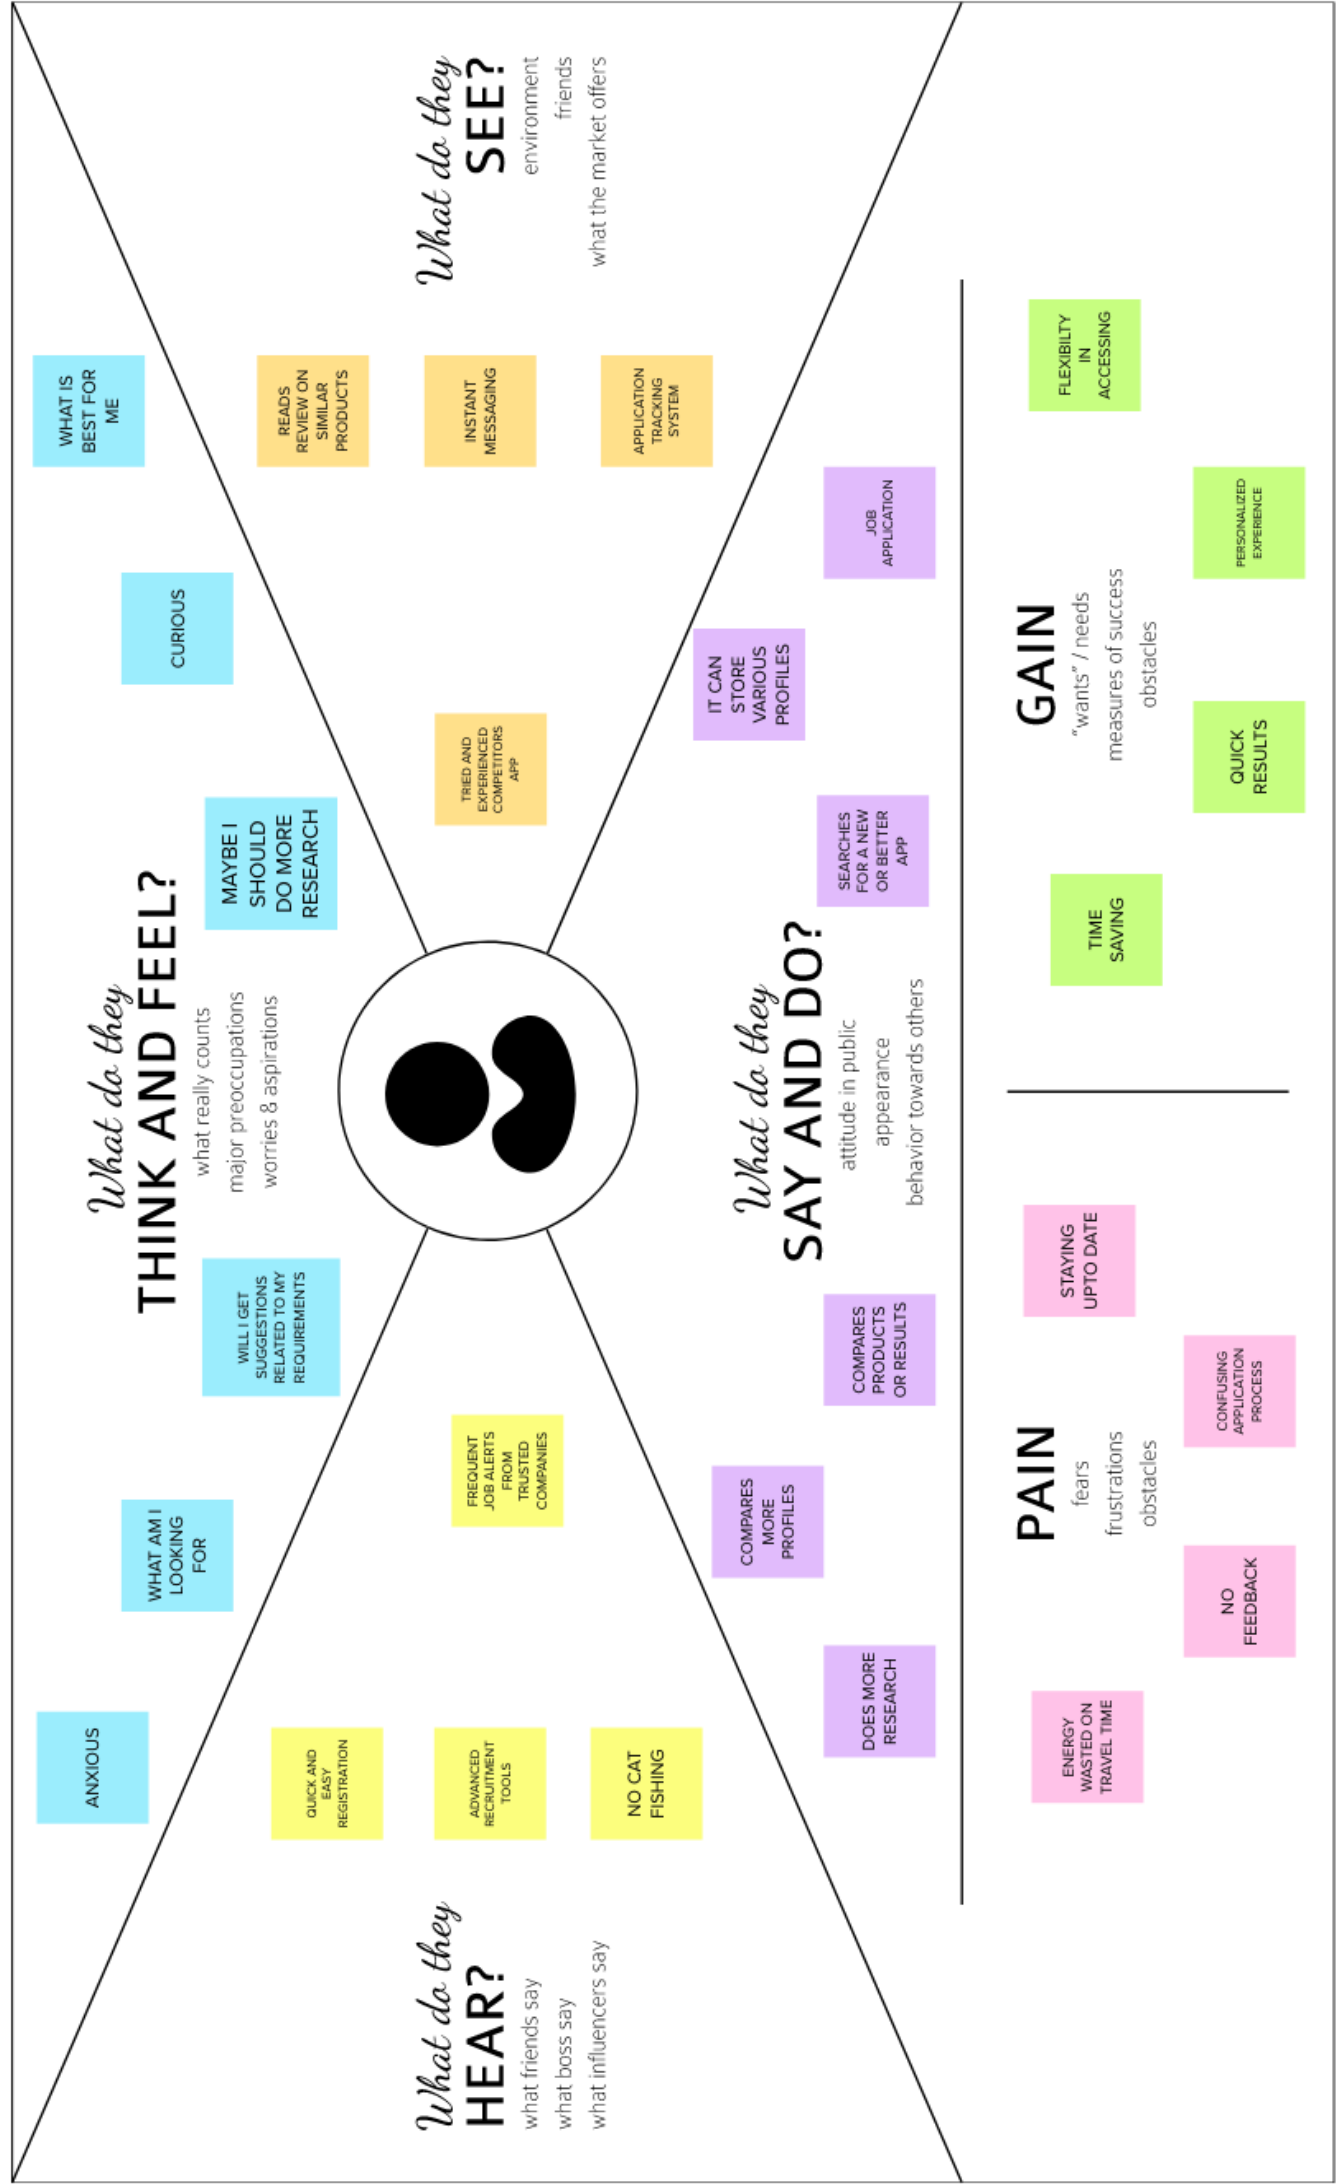 What do they
THINK AND FEEL?
what really counts
major preoccupations
worries & aspirations
ANXIOUS
WHAT AM I
LOOKING
FOR
WILL I GET
SUGGESTIONS
RELATED TO MY
REQUIREMENTS
MAYBE I
SHOULD
DO MORE
RESEARCH
CURIOUS
WHAT IS
BEST FOR
ME
What do they
HEAR?
what friends say
what boss say
what influencers say
QUICK AND
EASY
REGISTRATION
ADVANCED
RECRUITMENT
TOOLS
NO CAT
FISHING
FREQUENT
JOB ALERTS
FROM
TRUSTED
COMPANIES
TRIED AND
EXPERIENCED
COMPETITORS
APP
READS
REVIEW ON
SIMILAR
PRODUCTS
INSTANT
MESSAGING
APPLICATION
TRACKING
SYSTEM
What do they
SEE?
environment
friends
what the market offers
What do they
SAY AND DO?
attitude in public
appearance
behavior towards others
DOES MORE
RESEARCH
COMPARES
MORE
PROFILES
COMPARES
PRODUCTS
OR RESULTS
SEARCHES
FOR A NEW
OR BETTER
APP
IT CAN
STORE
VARIOUS
PROFILES
JOB
APPLICATION
PAIN
fears
frustrations
obstacles
ENERGY
WASTED ON
TRAVEL TIME
NO
FEEDBACK
CONFUSING
APPLICATION
PROCESS
STAYING
UPTO DATE
GAIN
“wants” / needs
measures of success
obstacles
TIME
SAVING
QUICK
RESULTS
PERSONALIZED
EXPERIENCE
FLEXIBILTY
IN
ACCESSING